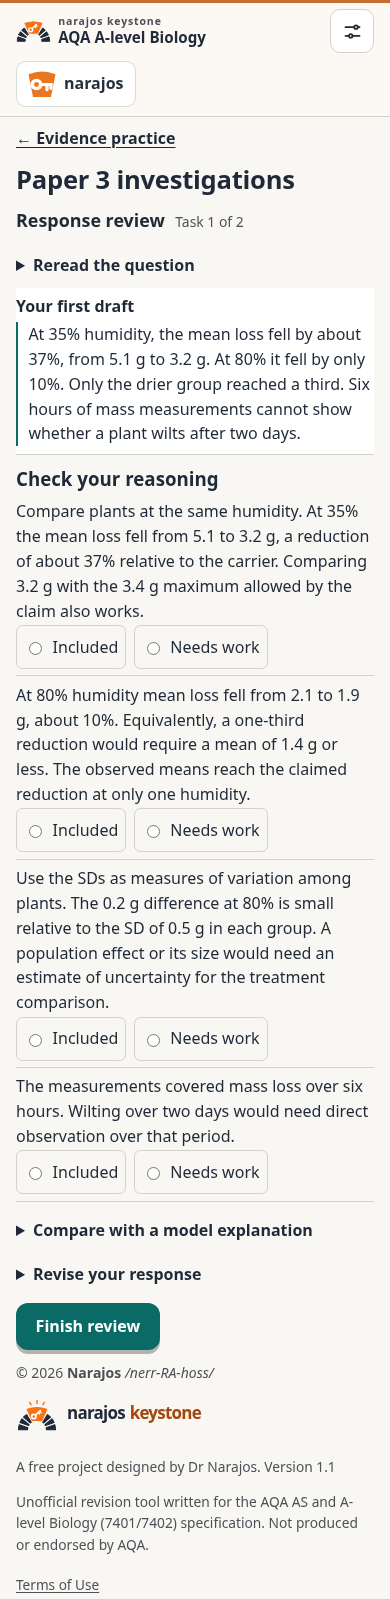 narajos keystone
AQA A-level Biology
narajos
← Evidence practice
Paper 3 investigations
Response review Task 1 of 2
Reread the question
Your first draft
At 35% humidity, the mean loss fell by about
37%, from 5.1 g to 3.2 g. At 80% it fell by only
10%. Only the drier group reached a third. Six
hours of mass measurements cannot show
whether a plant wilts after two days.
Check your reasoning
Compare plants at the same humidity. At 35%
the mean loss fell from 5.1 to 3.2 g, a reduction
of about 37% relative to the carrier. Comparing
3.2 g with the 3.4 g maximum allowed by the
claim also works.
Included Needs work
At 80% humidity mean loss fell from 2.1 to 1.9
g, about 10%. Equivalently, a one-third
reduction would require a mean of 1.4 g or
less. The observed means reach the claimed
reduction at only one humidity.
Included Needs work
Use the SDs as measures of variation among
plants. The 0.2 g difference at 80% is small
relative to the SD of 0.5 g in each group. A
population effect or its size would need an
estimate of uncertainty for the treatment
comparison.
Included Needs work
The measurements covered mass loss over six
hours. Wilting over two days would need direct
observation over that period.
Included Needs work
Compare with a model explanation
Revise your response
Finish review
© 2026 Narajos /nerr-RA-hoss/
narajos keystone
A free project designed by Dr Narajos. Version 1.1
Unofficial revision tool written for the AQA AS and A-
level Biology (7401/7402) specification. Not produced
or endorsed by AQA.
Terms of Use